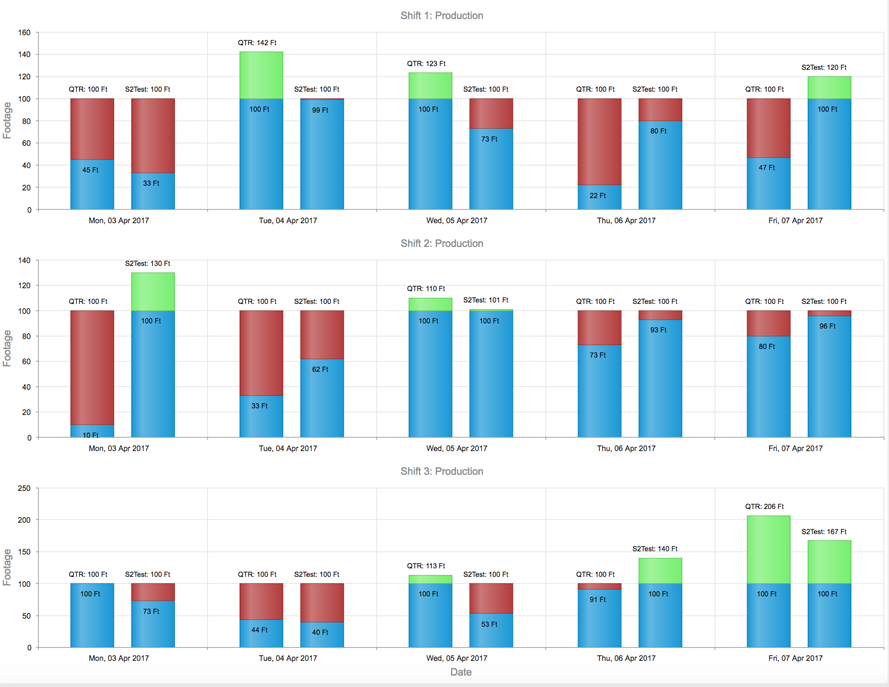 Shift 1: Production
Footage
160
140
120
100
80
60
40
20
0
QTR: 100 Ft
45 Ft
S2Test: 100 Ft
33 Ft
QTR: 142 Ft
100 Ft
S2Test: 100 Ft
99 Ft
QTR: 123 Ft
100 Ft
S2Test: 100 Ft
73 Ft
QTR: 100 Ft
22 Ft
S2Test: 100 Ft
80 Ft
QTR: 100 Ft
47 Ft
S2Test: 120 Ft
100 Ft
Mon, 03 Apr 2017
Tue, 04 Apr 2017
Wed, 05 Apr 2017
Thu, 06 Apr 2017
Fri, 07 Apr 2017
Shift 2: Production
Footage
140
120
100
80
60
40
20
0
QTR: 100 Ft
10 Ft
S2Test: 130 Ft
100 Ft
QTR: 100 Ft
33 Ft
S2Test: 100 Ft
62 Ft
QTR: 110 Ft
100 Ft
S2Test: 101 Ft
100 Ft
QTR: 100 Ft
73 Ft
S2Test: 100 Ft
93 Ft
QTR: 100 Ft
80 Ft
S2Test: 100 Ft
96 Ft
Mon, 03 Apr 2017
Tue, 04 Apr 2017
Wed, 05 Apr 2017
Thu, 06 Apr 2017
Fri, 07 Apr 2017
Shift 3: Production
Footage
250
200
150
100
50
0
QTR: 100 Ft
100 Ft
S2Test: 100 Ft
73 Ft
QTR: 100 Ft
44 Ft
S2Test: 100 Ft
40 Ft
QTR: 113 Ft
100 Ft
S2Test: 100 Ft
53 Ft
QTR: 100 Ft
91 Ft
S2Test: 140 Ft
100 Ft
QTR: 206 Ft
100 Ft
S2Test: 167 Ft
100 Ft
Mon, 03 Apr 2017
Tue, 04 Apr 2017
Wed, 05 Apr 2017
Thu, 06 Apr 2017
Fri, 07 Apr 2017
Date